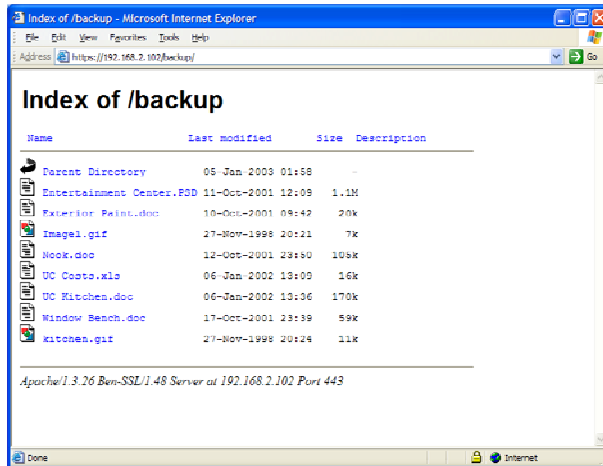 Index of /backup - Microsoft Internet Explorer
File Edit View Favorites Tools Help
Address https://192.168.2.102/backup/ Go
Index of /backup
Name Last modified Size Description
Parent Directory 05-Jan-2003 01:58 -
Entertainment Center.PSD 11-Oct-2001 12:09 1.1M
Exterior Paint.doc 10-Oct-2001 09:42 20k
Image1.gif 27-Nov-1998 20:21 7k
Nook.doc 12-Oct-2001 23:50 105k
UC Costs.xls 06-Jan-2002 13:09 16k
UC Kitchen.doc 06-Jan-2002 13:36 170k
Window Bench.doc 17-Oct-2001 23:39 59k
kitchen.gif 27-Nov-1998 20:24 11k
Apache/1.3.26 Ben-SSL/1.48 Server at 192.168.2.102 Port 443
Done Internet